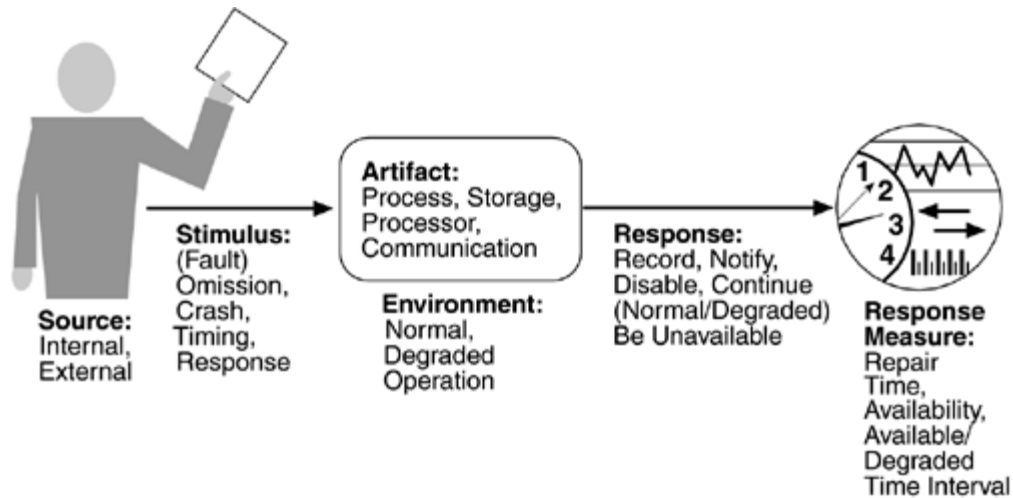 Source:
Internal,
External
Stimulus:
(Fault)
Omission,
Crash,
Timing,
Response
Artifact:
Process, Storage,
Processor,
Communication
Environment:
Normal,
Degraded
Operation
Response:
Record, Notify,
Disable, Continue
(Normal/Degraded)
Be Unavailable
1
2
3
4
Response
Measure:
Repair
Time,
Availability,
Available/
Degraded
Time Interval